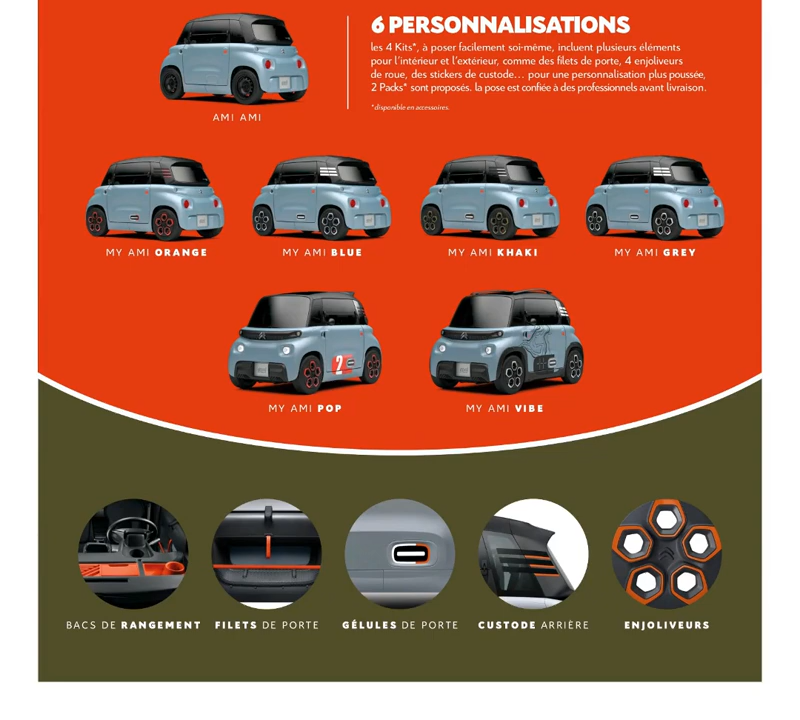 6 PERSONNALISATIONS
les 4 Kits*, à poser facilement soi-même, incluent plusieurs éléments
pour l'intérieur et l'extérieur, comme des filets de porte, 4 enjoliveurs
de roue, des stickers de custode... pour une personnalisation plus poussée,
2 Packs* sont proposés. la pose est confiée à des professionnels avant livraison.
*disponible en accessoires.
AMI AMI
MY AMI ORANGE
MY AMI BLUE
MY AMI KHAKI
MY AMI GREY
2
MY AMI POP
MY AMI VIBE
BACS DE RANGEMENT
FILETS DE PORTE
GÉLULES DE PORTE
CUSTODE ARRIÈRE
ENJOLIVEURS